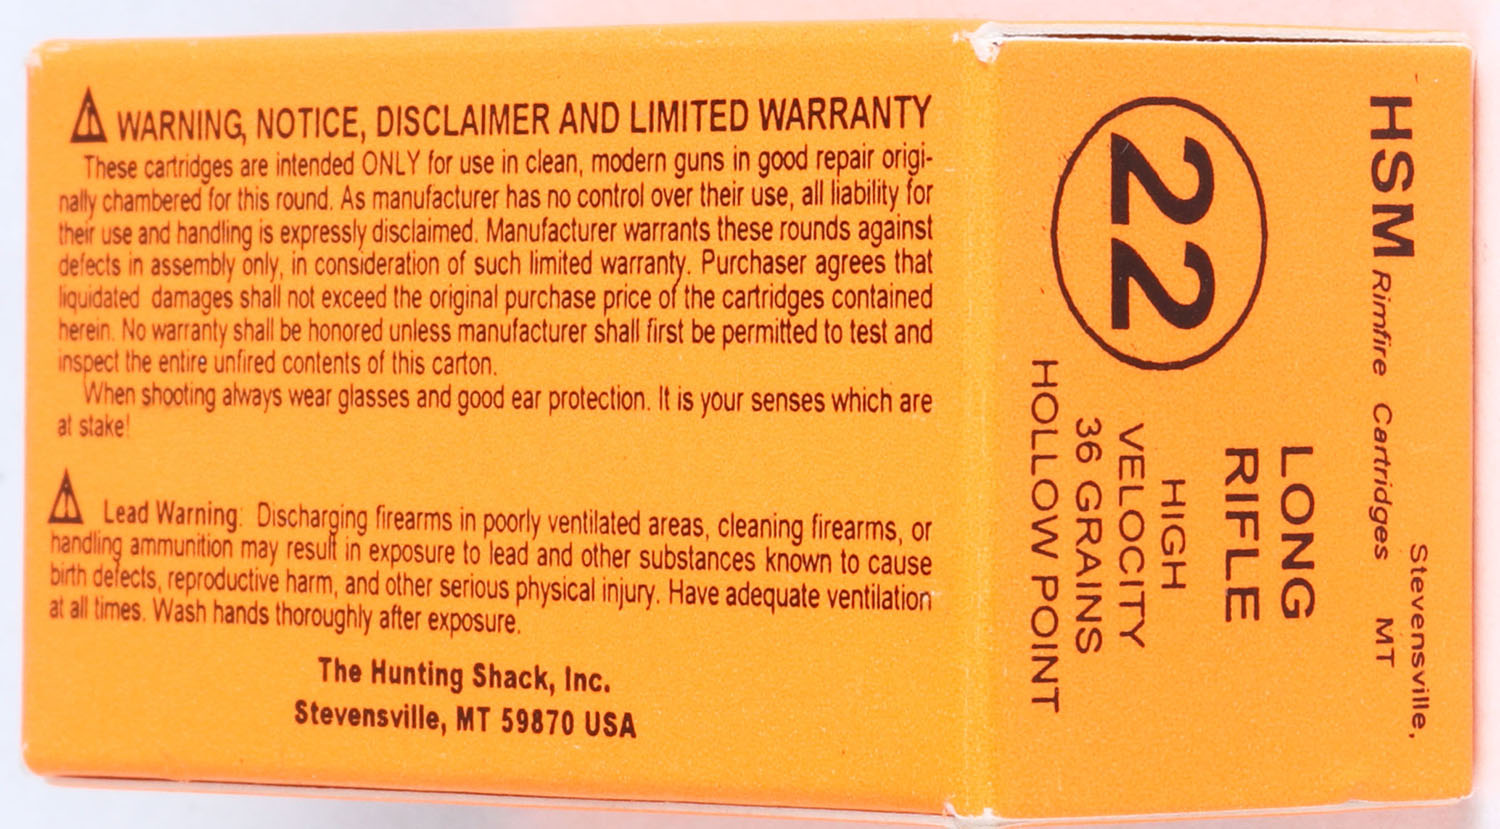 WARNING, NOTICE, DISCLAIMER AND LIMITED WARRANTY
These cartridges are intended ONLY for use in clean, modern guns in good repair origi-
nally chambered for this round. As manufacturer has no control over their use, all liability for
their use and handling is expressly disclaimed. Manufacturer warrants these rounds against
defects in assembly only, in consideration of such limited warranty. Purchaser agrees that
liquidated damages shall not exceed the original purchase price of the cartridges contained
herein. No warranty shall be honored unless manufacturer shall first be permitted to test and
inspect the entire unfired contents of this carton.
When shooting always wear glasses and good ear protection. It is your senses which are
at stake!
Lead Warning: Discharging firearms in poorly ventilated areas, cleaning firearms, or
handling ammunition may result in exposure to lead and other substances known to cause
birth defects, reproductive harm, and other serious physical injury. Have adequate ventilation
at all times. Wash hands thoroughly after exposure.
The Hunting Shack, Inc.
Stevensville, MT 59870 USA
HSM Rimfire Cartridges
Stevensville,
MT
22
LONG
RIFLE
HIGH
VELOCITY
36 GRAINS
HOLLOW POINT